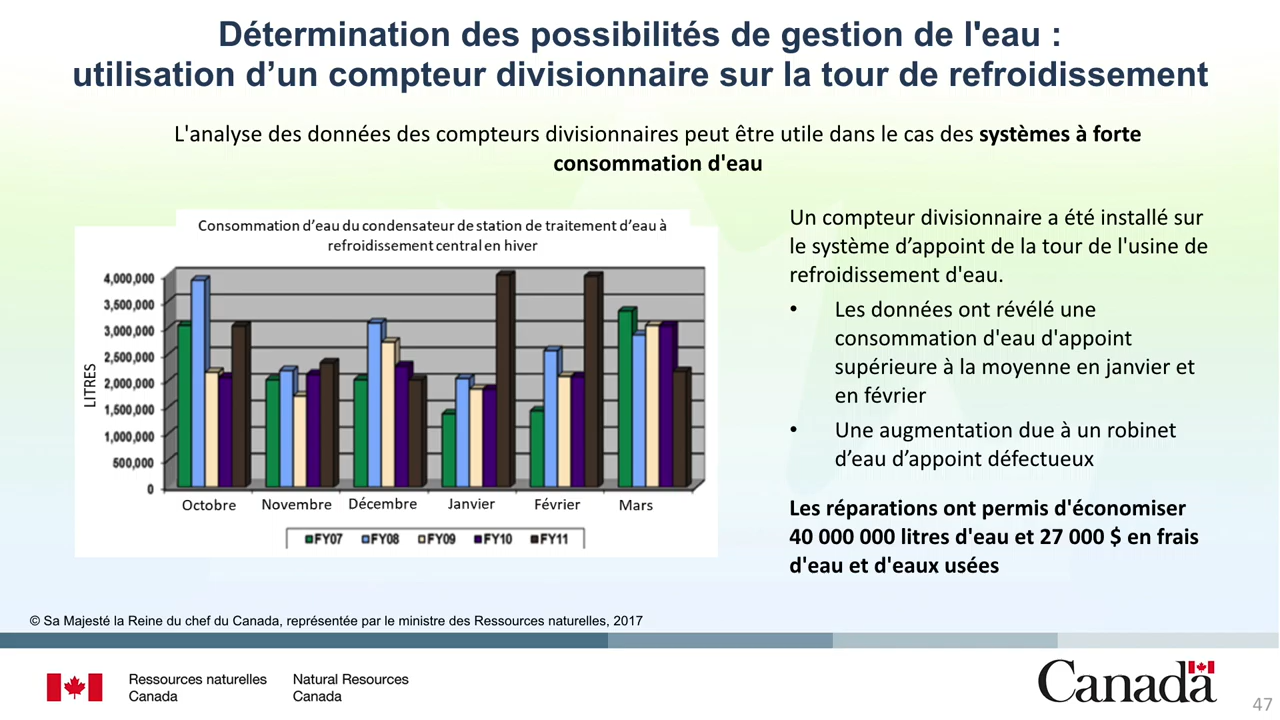 Détermination des possibilités de gestion de l'eau :
utilisation d’un compteur divisionnaire sur la tour de refroidissement
L'analyse des données des compteurs divisionnaires peut être utile dans le cas des systèmes à forte
consommation d'eau
Consommation d’eau du condensateur de station de traitement d’eau à
refroidissement central en hiver
LITRES
4,000,000
3,500,000
3,000,000
2,500,000
2,000,000
1,500,000
1,000,000
500,000
0
Octobre Novembre Décembre Janvier Février Mars
FY07 FY08 FY09 FY10 FY11
Un compteur divisionnaire a été installé sur
le système d’appoint de la tour de l'usine de
refroidissement d'eau.
• Les données ont révélé une
consommation d'eau d'appoint
supérieure à la moyenne en janvier et
en février
• Une augmentation due à un robinet
d’eau d’appoint défectueux
Les réparations ont permis d'économiser
40 000 000 litres d'eau et 27 000 $ en frais
d'eau et d'eaux usées
© Sa Majesté la Reine du chef du Canada, représentée par le ministre des Ressources naturelles, 2017
Ressources naturelles
Canada
Natural Resources
Canada
Canada
47